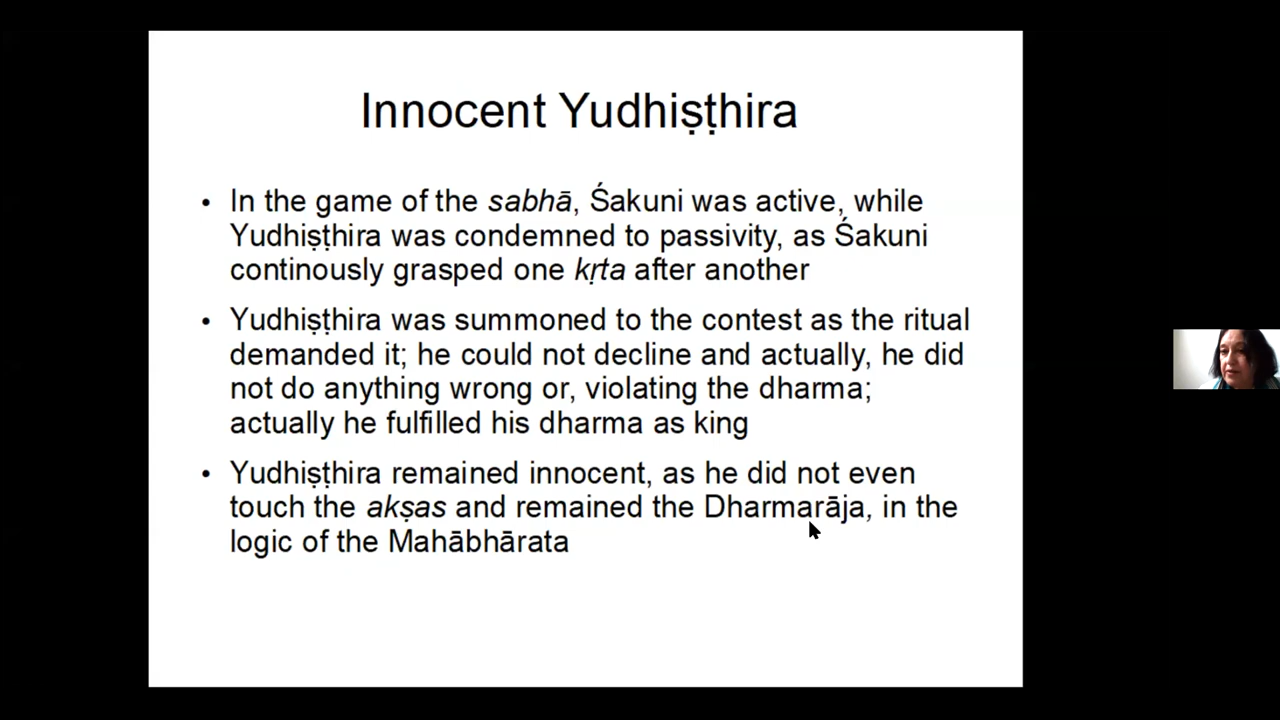 Innocent Yudhiṣṭhira
• In the game of the sabhā, Śakuni was active, while
Yudhiṣṭhira was condemned to passivity, as Śakuni
continously grasped one kṛta after another
• Yudhiṣṭhira was summoned to the contest as the ritual
demanded it; he could not decline and actually, he did
not do anything wrong or, violating the dharma;
actually he fulfilled his dharma as king
• Yudhiṣṭhira remained innocent, as he did not even
touch the akṣas and remained the Dharmarāja, in the
logic of the Mahābhārata